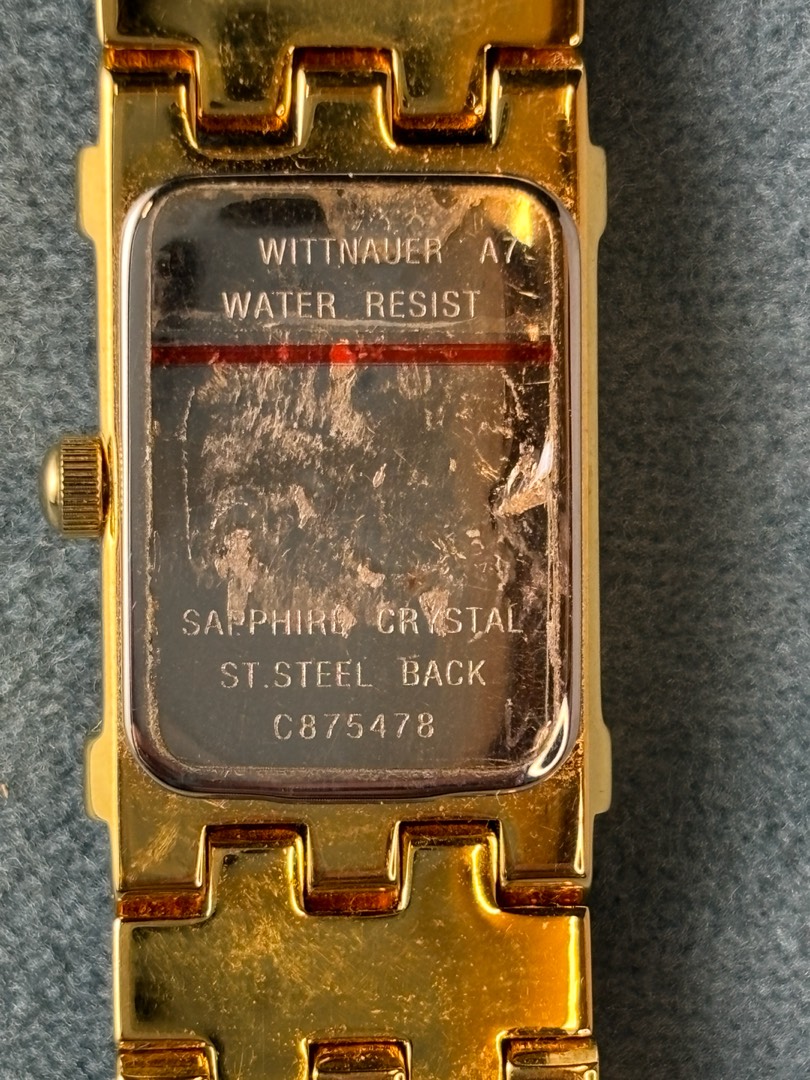 WITTNAUER A7
WATER RESIST
SAPPHIRE CRYSTAL
ST.STEEL BACK
C875478